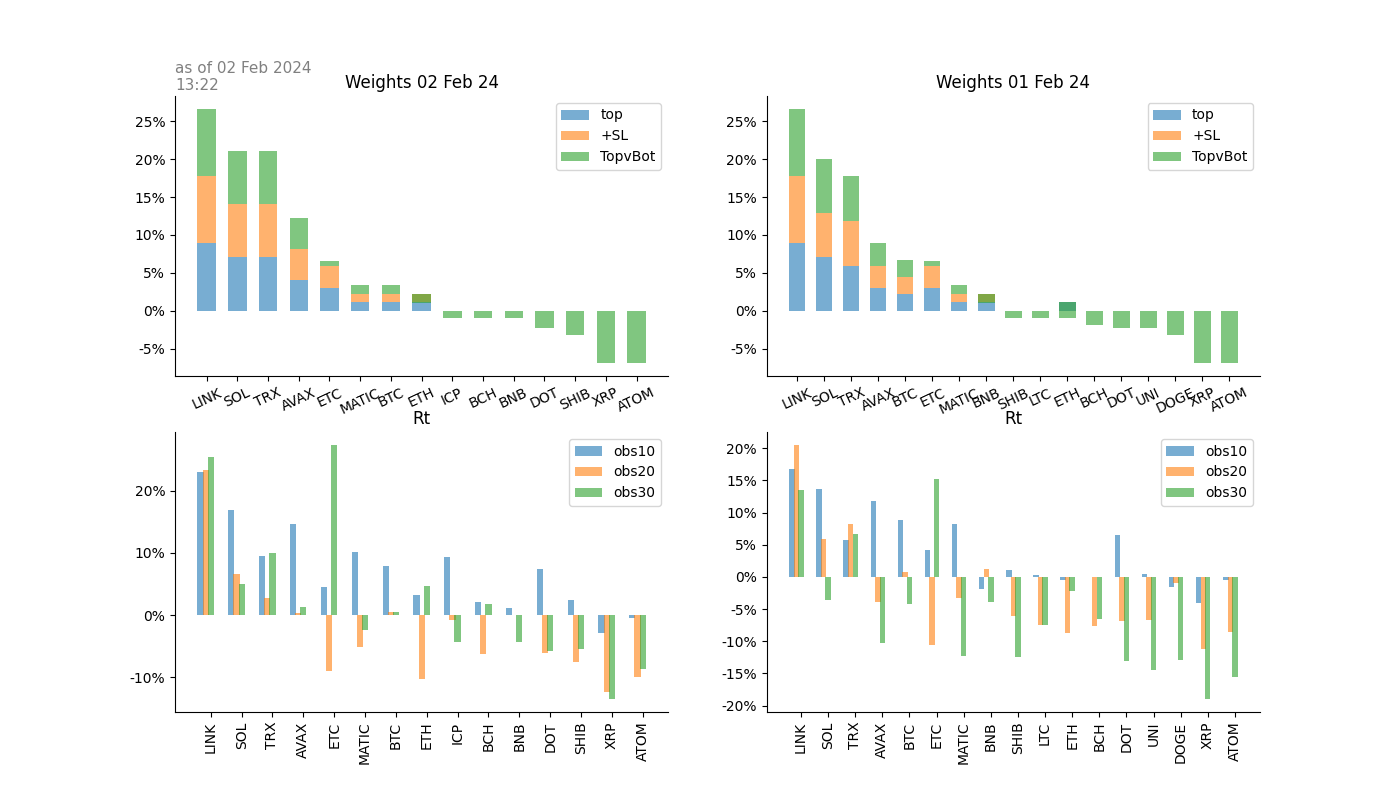 as of 02 Feb 2024
13:22
Weights 02 Feb 24
25%
20%
15%
10%
5%
0%
-5%
top
+SL
TopvBot
LINK SOL TRX AVAX ETC MATIC BTC ETH ICP BCH BNB DOT SHIB XRP ATOM
Weights 01 Feb 24
25%
20%
15%
10%
5%
0%
-5%
top
+SL
TopvBot
LINK SOL TRX AVAX BTC ETC MATIC BNB SHIB LTC ETH BCH DOT UNI DOGE XRP ATOM
Rt
20%
10%
0%
-10%
obs10
obs20
obs30
LINK SOL TRX AVAX ETC MATIC BTC ETH ICP BCH BNB DOT SHIB XRP ATOM
Rt
20%
15%
10%
5%
0%
-5%
-10%
-15%
-20%
obs10
obs20
obs30
LINK SOL TRX AVAX BTC ETC MATIC BNB SHIB LTC ETH BCH DOT UNI DOGE XRP ATOM